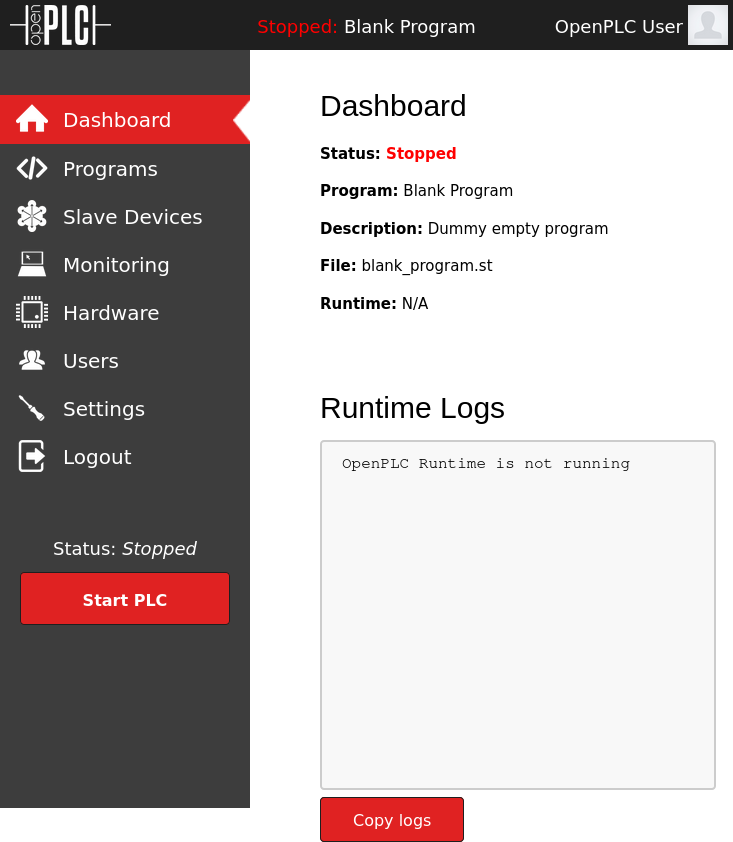 open PLC
Stopped: Blank Program
OpenPLC User
Dashboard
Programs
Slave Devices
Monitoring
Hardware
Users
Settings
Logout
Status: Stopped
Start PLC
Dashboard
Status: Stopped
Program: Blank Program
Description: Dummy empty program
File: blank_program.st
Runtime: N/A
Runtime Logs
OpenPLC Runtime is not running
Copy logs